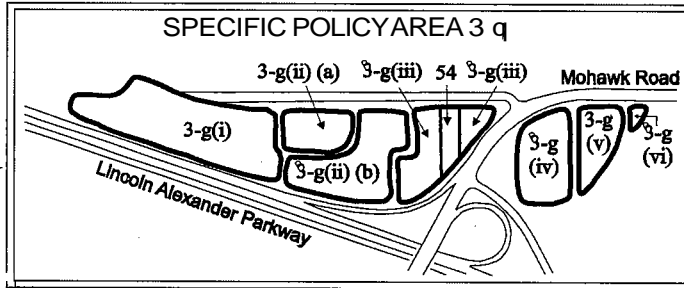 SPECIFIC POLICY AREA 3 q
3-g(ii) (a)
3-g(iii)
54
3-g(iii)
Mohawk Road
3-g(i)
3-g(ii) (b)
3-g
(iv)
3-g
(v)
3-g
(vi)
Lincoln Alexander Parkway